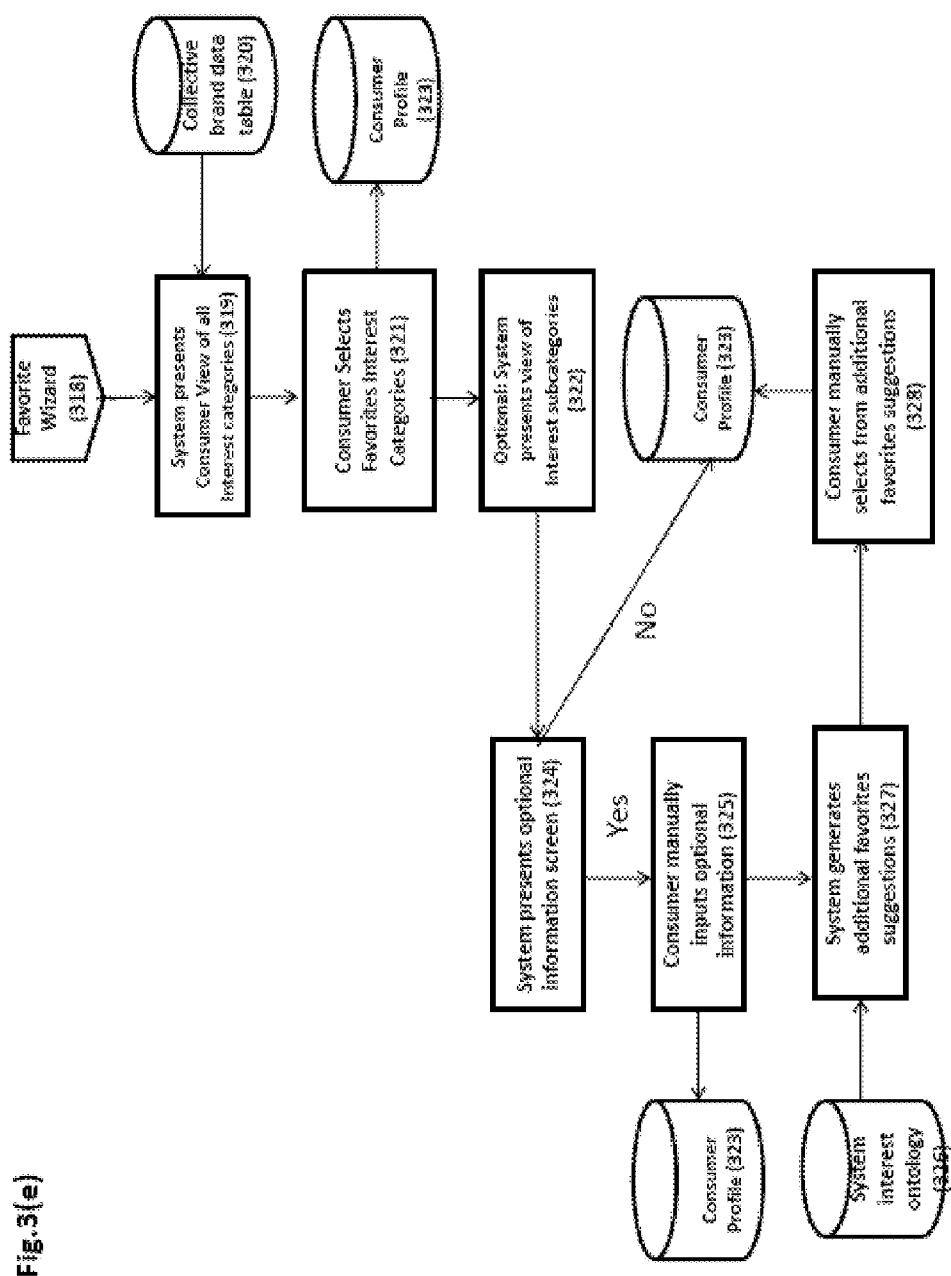 Fig.3(e)
Favorite
Wizard
(318)
System presents
Consumer View of all
Interest categories (319)
Collective
brand data
table (320)
Consumer Selects
Favorites Interest
Categories (321)
Consumer
Profile
(323)
Optional: System
presents view of
Interest subcategories
(322)
System presents optional
information screen (324)
No
Consumer
Profile (323)
Yes
Consumer manually
inputs optional
information (325)
Consumer
Profile (323)
System
interest
ontology
(326)
System generates
additional favorites
suggestions (327)
Consumer manually
selects from additional
favorites suggestions
(328)